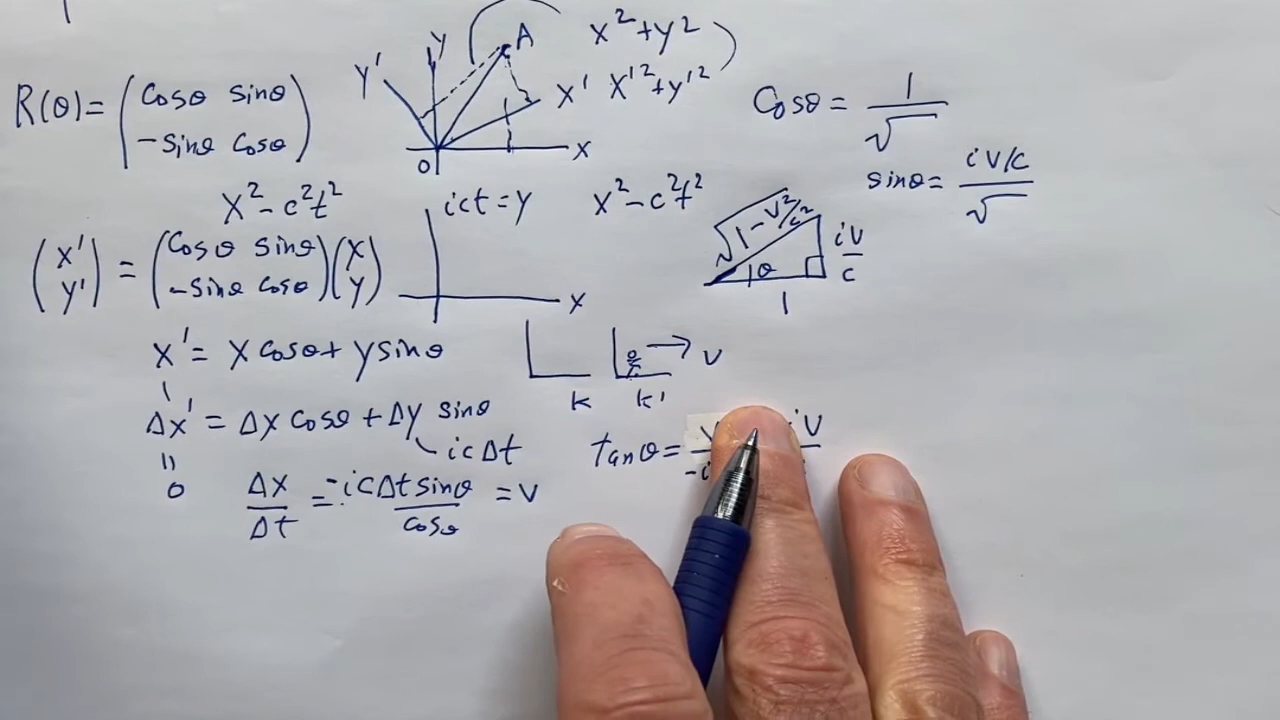 Y
A
x² + y²
Y'
x'
x'² + y'²
R(θ) = ( cosθ sinθ
-sinθ cosθ )
O
x
cosθ = 1/√
sinθ = iV/c / √
x² - c²t²
ict = y
x² - c²t²
√1 - V²/c²
iV/c
θ
1
( x' y' ) = ( cosθ sinθ -sinθ cosθ ) ( x y )
x
x' = x cosθ + y sinθ
V
K
K'
Δx' = Δx cosθ + Δy sinθ
icΔt
tanθ =
-i
iV
"
0
Δx/Δt = -icΔt sinθ / cosθ = V